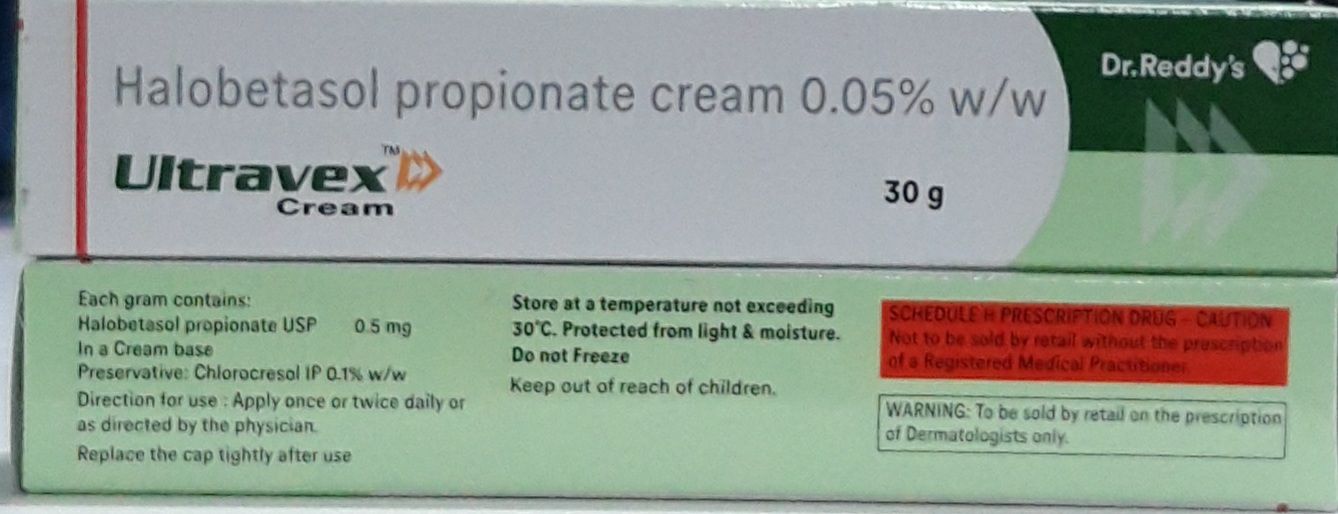 Halobetasol propionate cream 0.05% w/w
Dr.Reddy's
Ultravex™
Cream
30 g
Each gram contains:
Halobetasol propionate USP 0.5 mg
In a Cream base
Preservative: Chlorocresol IP 0.1% w/w
Direction for use : Apply once or twice daily or
as directed by the physician.
Replace the cap tightly after use
Store at a temperature not exceeding
30°C. Protected from light & moisture.
Do not Freeze
Keep out of reach of children.
SCHEDULE H PRESCRIPTION DRUG - CAUTION
Not to be sold by retail without the prescription
of a Registered Medical Practitioner.
WARNING: To be sold by retail on the prescription
of Dermatologists only.